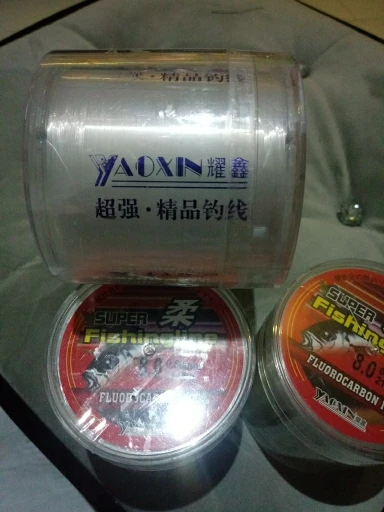 柔·精品钓线
YAOXIN 耀鑫
超强·精品钓线
SUPER 柔
Fishing line
FLUOROCARBON
SUPER
Fishing
8.0
FLUOROCARBON
YAOXIN